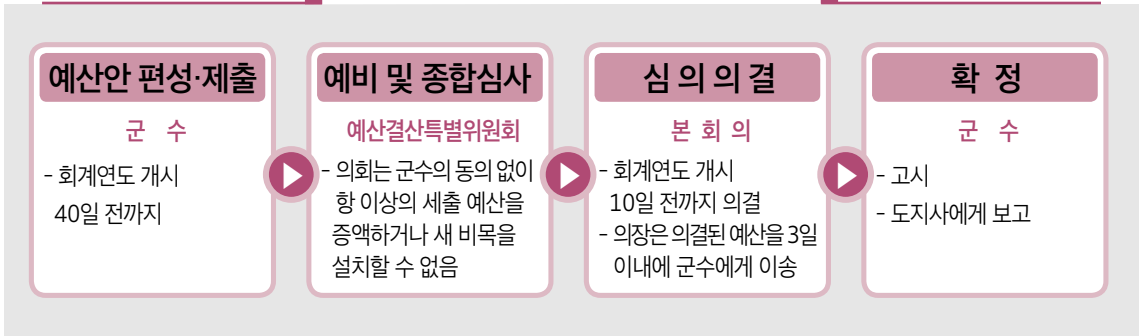 예산안 편성·제출
군 수
- 회계연도 개시
40일 전까지
예비 및 종합심사
예산결산특별위원회
- 의회는 군수의 동의 없이
항 이상의 세출 예산을
증액하거나 새 비목을
설치할 수 없음
심 의 의 결
본 회 의
- 회계연도 개시
10일 전까지 의결
- 의장은 의결된 예산을 3일
이내에 군수에게 이송
확 정
군 수
- 고시
- 도지사에게 보고